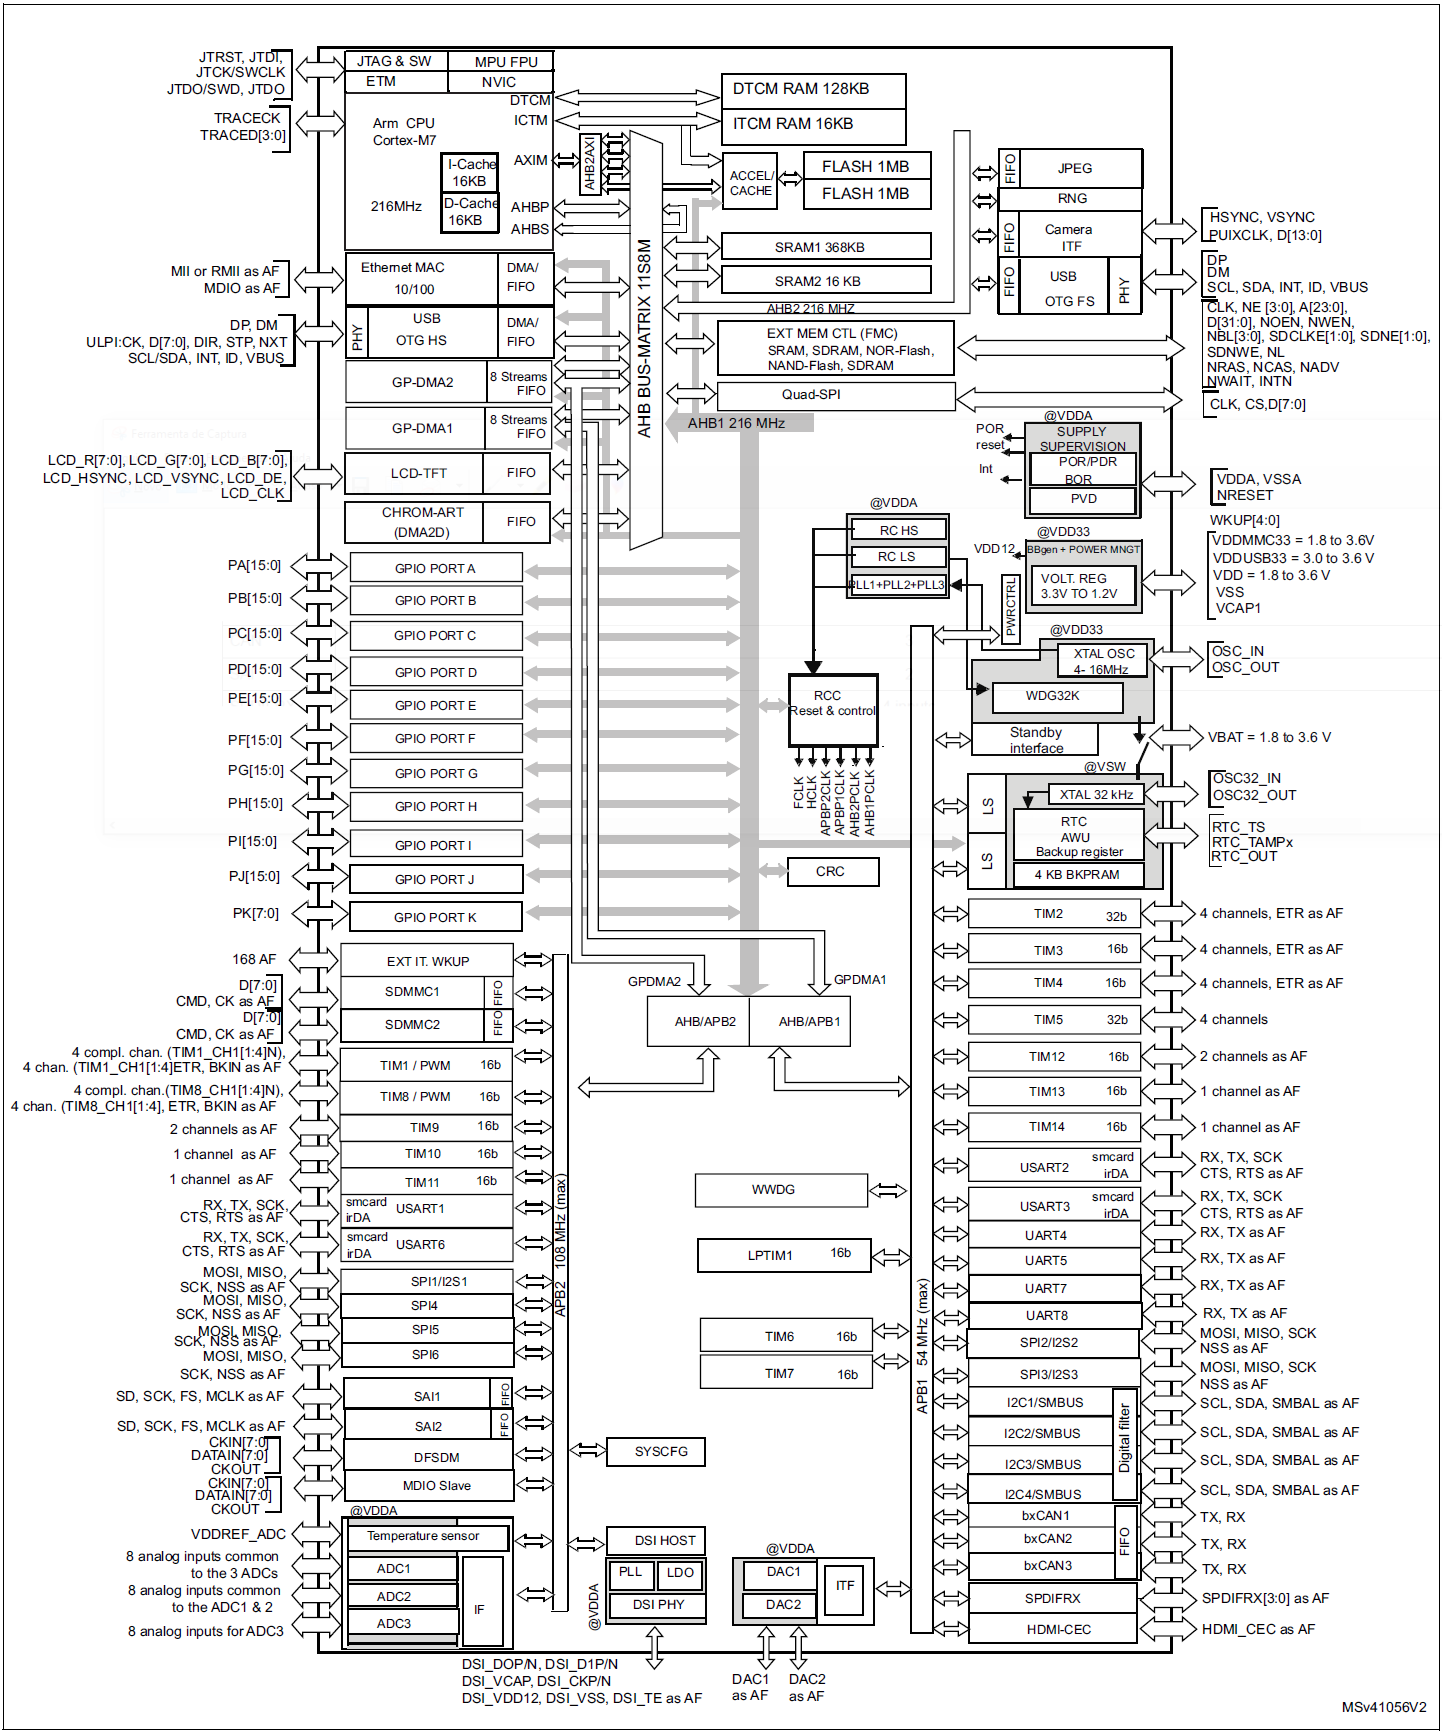 JTRST, JTDI,
JTCK/SWCLK
JTDO/SWD, JTDO
TRACECK
TRACED[3:0]
JTAG & SW
MPU FPU
ETM
NVIC
DTCM
ICTM
Arm CPU
Cortex-M7
AXIM
I-Cache
16KB
D-Cache
16KB
216MHz
AHBP
AHBS
AHB2AXI
AHB BUS-MATRIX 11S8M
DTCM RAM 128KB
ITCM RAM 16KB
ACCEL/
CACHE
FLASH 1MB
FLASH 1MB
SRAM1 368KB
SRAM2 16 KB
AHB2 216 MHZ
EXT MEM CTL (FMC)
SRAM, SDRAM, NOR-Flash,
NAND-Flash, SDRAM
Quad-SPI
AHB1 216 MHz
FIFO
JPEG
RNG
FIFO
Camera
ITF
FIFO
USB
OTG FS
PHY
HSYNC, VSYNC
PUIXCLK, D[13:0]
DP
DM
SCL, SDA, INT, ID, VBUS
CLK, NE [3:0], A[23:0],
D[31:0], NOEN, NWEN,
NBL[3:0], SDCLKE[1:0], SDNE[1:0],
SDNWE, NL
NRAS, NCAS, NADV
NWAIT, INTN
CLK, CS,D[7:0]
MII or RMII as AF
MDIO as AF
Ethernet MAC
10/100
DMA/
FIFO
DP, DM
ULPI:CK, D[7:0], DIR, STP, NXT
SCL/SDA, INT, ID, VBUS
PHY
USB
OTG HS
DMA/
FIFO
GP-DMA2
8 Streams
FIFO
GP-DMA1
8 Streams
FIFO
Ferramenta de Captura
LCD_R[7:0], LCD_G[7:0], LCD_B[7:0],
LCD_HSYNC, LCD_VSYNC, LCD_DE,
LCD_CLK
LCD-TFT
FIFO
CHROM-ART
(DMA2D)
FIFO
@VDDA
POR
reset
Int
SUPPLY
SUPERVISION
POR/PDR
BOR
PVD
VDDA, VSSA
NRESET
WKUP[4:0]
@VDDA
RC HS
RC LS
PLL1+PLL2+PLL3
@VDD33
VDD12
BBgen + POWER MNGT
VOLT. REG
3.3V TO 1.2V
VDDMMC33 = 1.8 to 3.6V
VDDUSB33 = 3.0 to 3.6 V
VDD = 1.8 to 3.6 V
VSS
VCAP1
PWRCTRL
@VDD33
XTAL OSC
4- 16MHz
WDG32K
OSC_IN
OSC_OUT
Standby
interface
VBAT = 1.8 to 3.6 V
@VSW
LS
LS
XTAL 32 kHz
RTC
AWU
Backup register
4 KB BKPRAM
OSC32_IN
OSC32_OUT
RTC_TS
RTC_TAMPx
RTC_OUT
RCC
Reset & control
FCLK
HCLK
APBP2CLK
APBP1CLK
AHB2PCLK
AHB1PCLK
CRC
PA[15:0]
GPIO PORT A
PB[15:0]
GPIO PORT B
PC[15:0]
GPIO PORT C
PD[15:0]
GPIO PORT D
PE[15:0]
GPIO PORT E
PF[15:0]
GPIO PORT F
PG[15:0]
GPIO PORT G
PH[15:0]
GPIO PORT H
PI[15:0]
GPIO PORT I
PJ[15:0]
GPIO PORT J
PK[7:0]
GPIO PORT K
168 AF
EXT IT. WKUP
D[7:0]
CMD, CK as AF
SDMMC1
FIFO
D[7:0]
CMD, CK as AF
SDMMC2
FIFO
4 compl. chan. (TIM1_CH1[1:4]N),
4 chan. (TIM1_CH1[1:4]ETR, BKIN as AF
TIM1 / PWM 16b
4 compl. chan.(TIM8_CH1[1:4]N),
4 chan. (TIM8_CH1[1:4], ETR, BKIN as AF
TIM8 / PWM 16b
2 channels as AF
TIM9 16b
1 channel as AF
TIM10 16b
1 channel as AF
TIM11 16b
RX, TX, SCK,
CTS, RTS as AF
smcard
irDA
USART1
RX, TX, SCK,
CTS, RTS as AF
smcard
irDA
USART6
MOSI, MISO,
SCK, NSS as AF
SPI1/I2S1
MOSI, MISO,
SCK, NSS as AF
SPI4
MOSI, MISO,
SCK, NSS as AF
SPI5
MOSI, MISO,
SCK, NSS as AF
SPI6
SD, SCK, FS, MCLK as AF
SAI1
FIFO
SD, SCK, FS, MCLK as AF
SAI2
FIFO
CKIN[7:0]
DATAIN[7:0]
CKOUT
DFSDM
CKIN[7:0]
DATAIN[7:0]
CKOUT
MDIO Slave
@VDDA
VDDREF_ADC
Temperature sensor
8 analog inputs common
to the 3 ADCs
ADC1
8 analog inputs common
to the ADC1 & 2
ADC2
8 analog inputs for ADC3
ADC3
IF
APB2 108 MHz (max)
GPDMA2
GPDMA1
AHB/APB2
AHB/APB1
WWDG
LPTIM1 16b
TIM6 16b
TIM7 16b
SYSCFG
DSI HOST
PLL
LDO
DSI PHY
@VDDA
DSI_DOP/N, DSI_D1P/N
DSI_VCAP, DSI_CKP/N
DSI_VDD12, DSI_VSS, DSI_TE as AF
@VDDA
DAC1
DAC2
ITF
DAC1
as AF
DAC2
as AF
APB1 54 MHz (max)
TIM2 32b
4 channels, ETR as AF
TIM3 16b
4 channels, ETR as AF
TIM4 16b
4 channels, ETR as AF
TIM5 32b
4 channels
TIM12 16b
2 channels as AF
TIM13 16b
1 channel as AF
TIM14 16b
1 channel as AF
USART2
smcard
irDA
RX, TX, SCK
CTS, RTS as AF
USART3
smcard
irDA
RX, TX, SCK
CTS, RTS as AF
UART4
RX, TX as AF
UART5
RX, TX as AF
UART7
RX, TX as AF
UART8
RX, TX as AF
SPI2/I2S2
MOSI, MISO, SCK
NSS as AF
SPI3/I2S3
MOSI, MISO, SCK
NSS as AF
I2C1/SMBUS
SCL, SDA, SMBAL as AF
I2C2/SMBUS
SCL, SDA, SMBAL as AF
I2C3/SMBUS
SCL, SDA, SMBAL as AF
I2C4/SMBUS
SCL, SDA, SMBAL as AF
Digital filter
bxCAN1
TX, RX
bxCAN2
TX, RX
bxCAN3
TX, RX
FIFO
SPDIFRX
SPDIFRX[3:0] as AF
HDMI-CEC
HDMI_CEC as AF
MSv41056V2